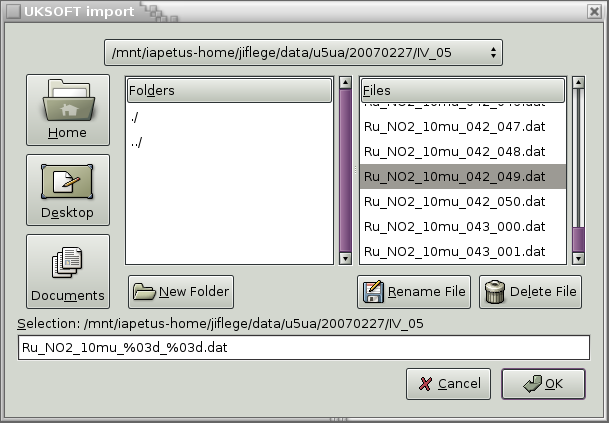 UKSOFT import
/mnt/iapetus-home/jiflege/data/u5ua/20070227/IV_05
Home
Desktop
Documents
Folders
./
../
Files
Ru_NO2_10mu_042_047.dat
Ru_NO2_10mu_042_048.dat
Ru_NO2_10mu_042_049.dat
Ru_NO2_10mu_042_050.dat
Ru_NO2_10mu_043_000.dat
Ru_NO2_10mu_043_001.dat
New Folder
Rename File
Delete File
Selection: /mnt/iapetus-home/jiflege/data/u5ua/20070227/IV_05
Ru_NO2_10mu_%03d_%03d.dat
Cancel
OK